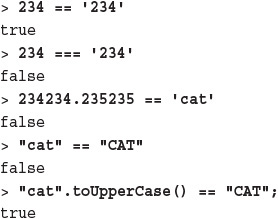 > 234 == '234'
true
> 234 === '234'
false
> 234234.235235 == 'cat'
false
> "cat" == "CAT"
false
> "cat".toUpperCase() == "CAT";
true